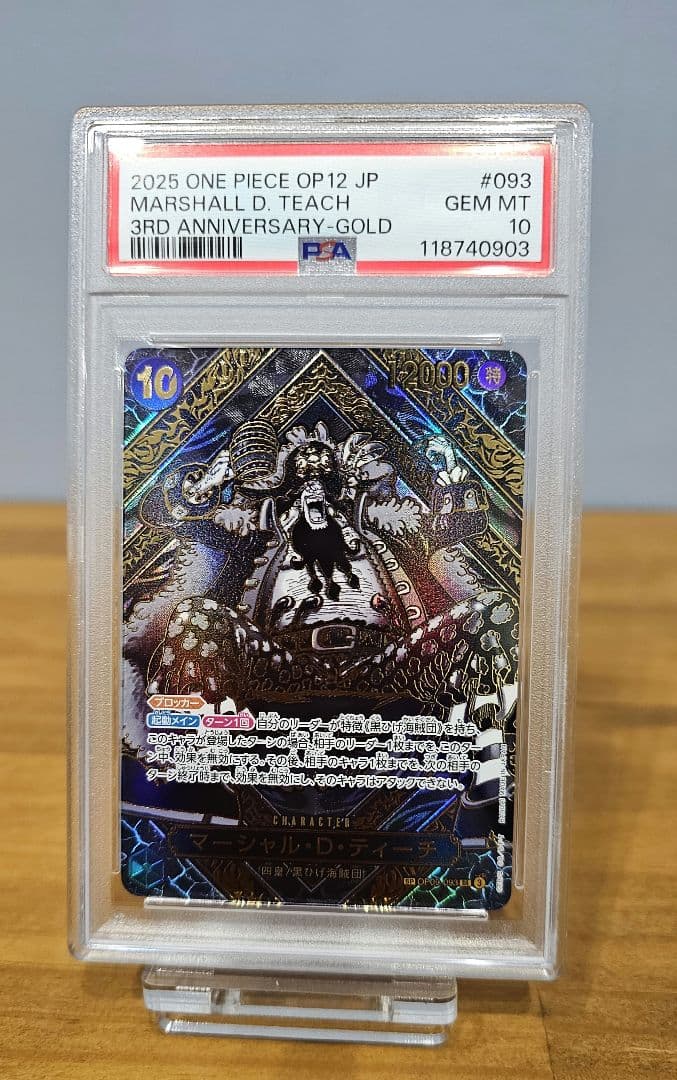 2025 ONE PIECE OP12 JP #093
MARSHALL D. TEACH GEM MT
3RD ANNIVERSARY-GOLD 10
PSA 118740903
10
12000 特
ブロッカー
起動メイン ターン1回 自分のリーダーが特徴《黒ひげ海賊団》を持ち、
このキャラが登場したターンの場合、相手のリーダー1枚までを、このター
ン中、効果を無効にする。その後、相手のキャラ1枚までを、次の相手の
ターン終了時まで、効果を無効にし、そのキャラはアタックできない。
CHARACTER
マーシャル・D・ティーチ
四皇/黒ひげ海賊団
SP OP09-093 3